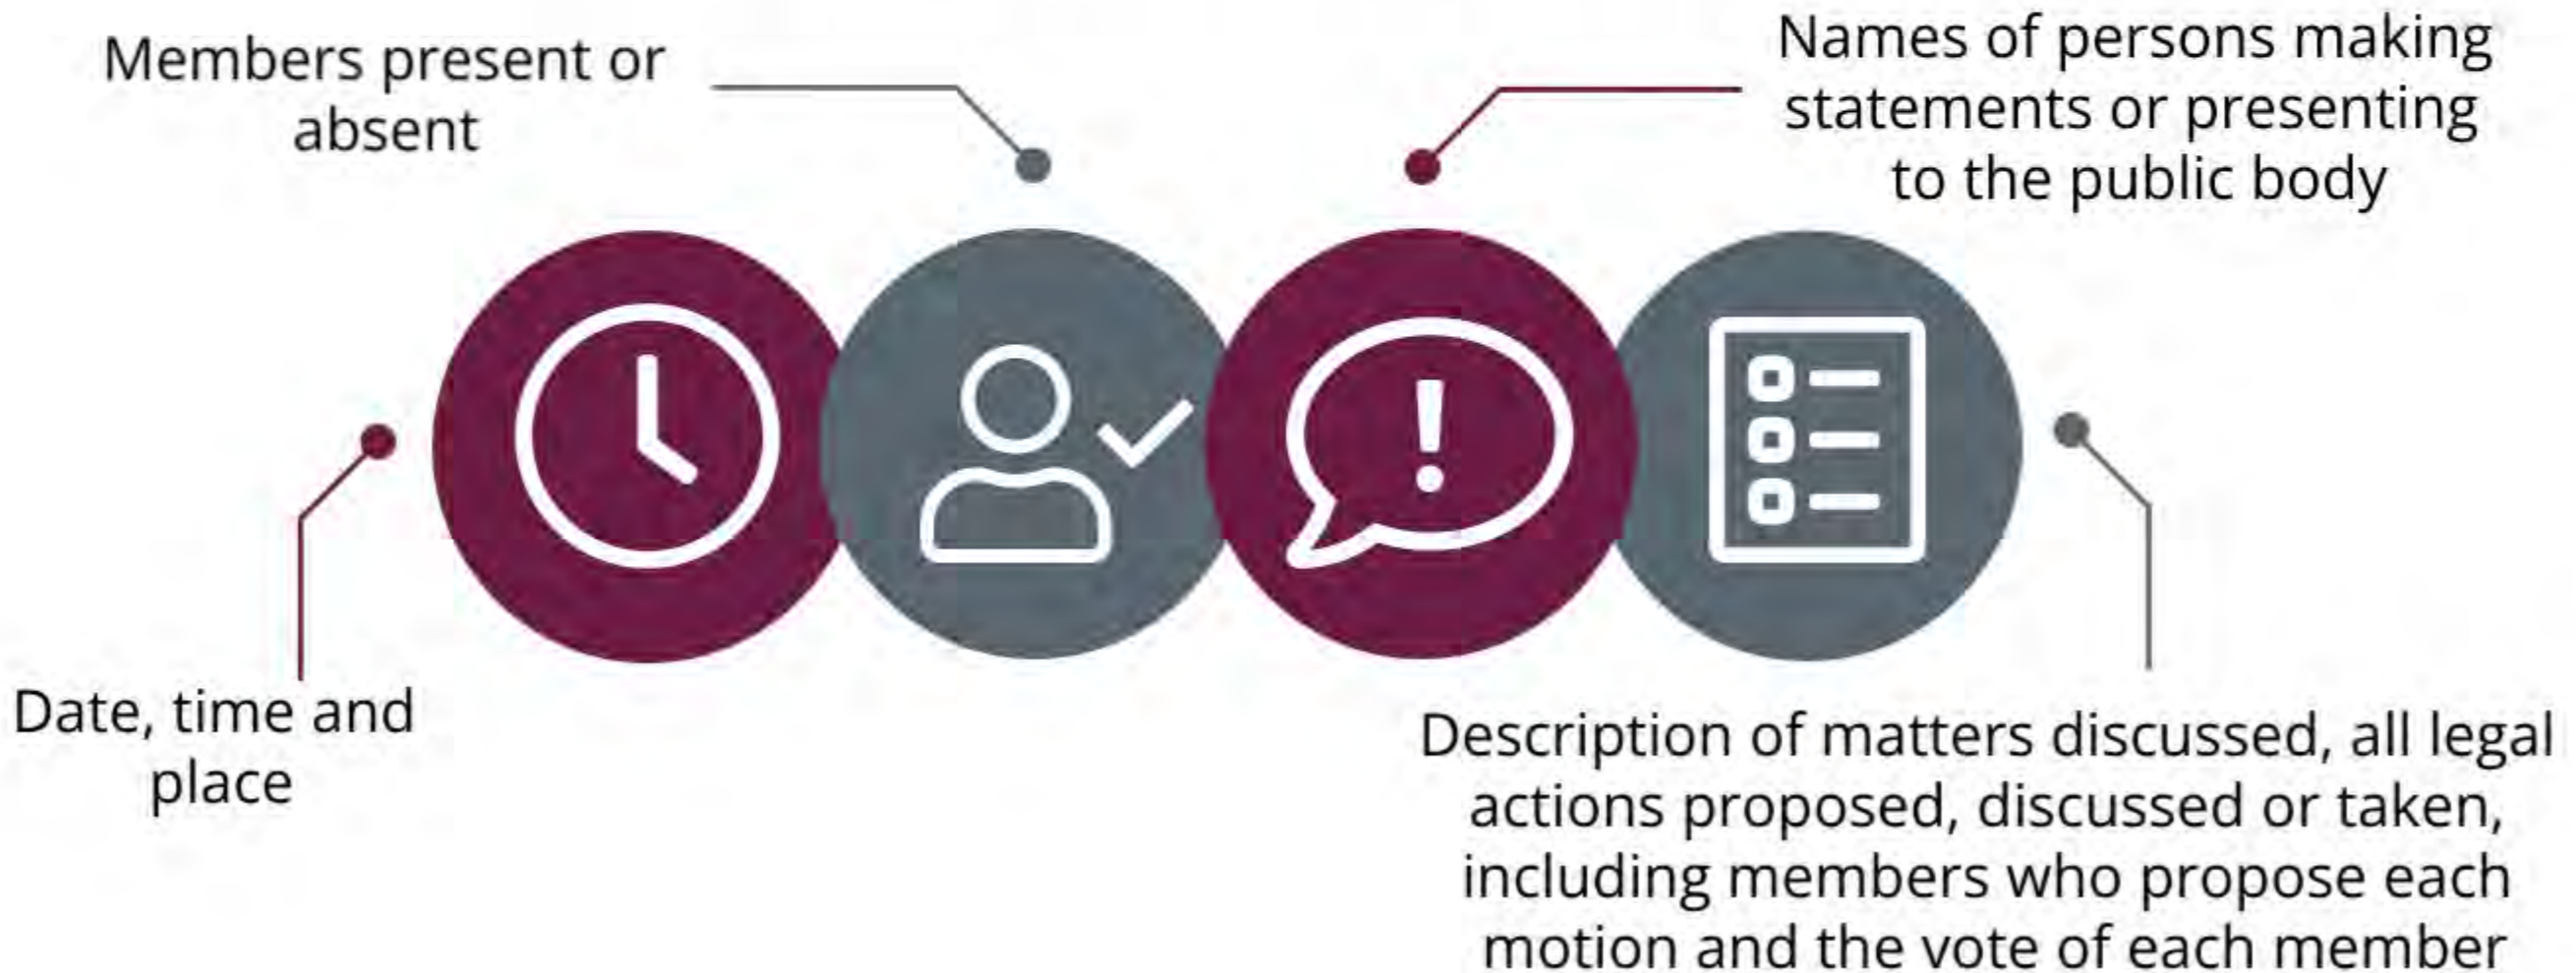 Members present or
absent
Names of persons making
statements or presenting
to the public body
Date, time and
place
Description of matters discussed, all legal
actions proposed, discussed or taken,
including members who propose each
motion and the vote of each member